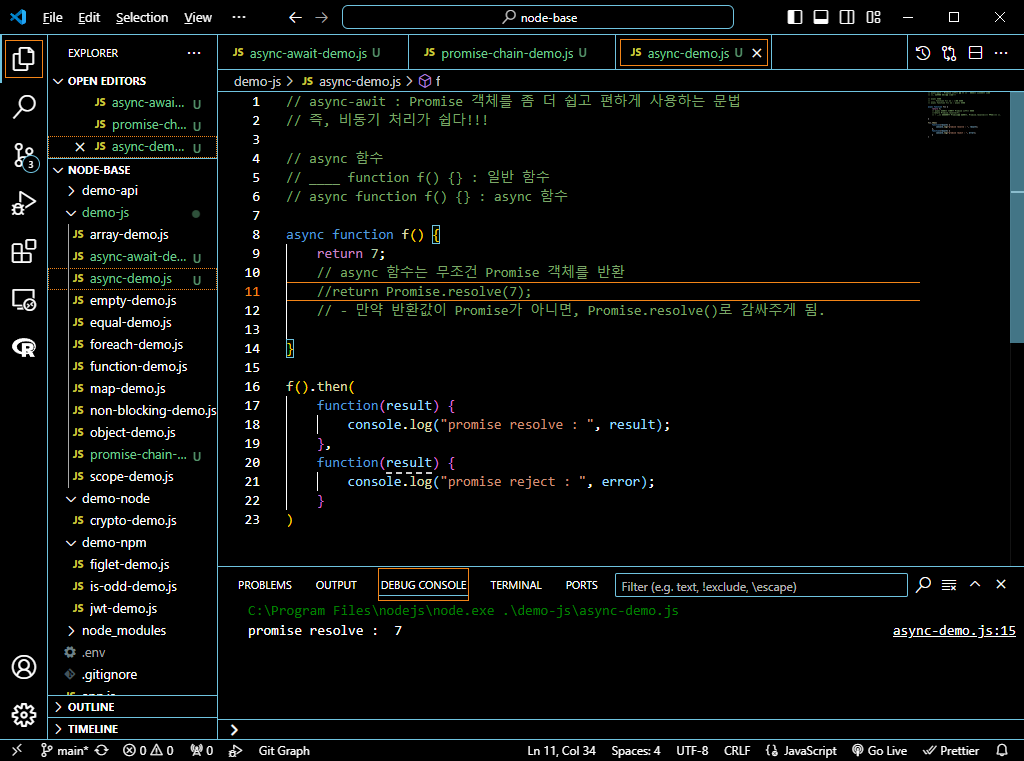 File Edit Selection View ··· node-base
EXPLORER ···
OPEN EDITORS
JS async-awai... U
JS promise-ch... U
JS async-dem... U
NODE-BASE
demo-api
demo-js
JS array-demo.js
JS async-await-de... U
JS async-demo.js U
JS empty-demo.js
JS equal-demo.js
JS foreach-demo.js
JS function-demo.js
JS map-demo.js
JS non-blocking-demo.js
JS object-demo.js
JS promise-chain-... U
JS scope-demo.js
demo-node
JS crypto-demo.js
demo-npm
JS figlet-demo.js
JS is-odd-demo.js
JS jwt-demo.js
node_modules
.env
.gitignore
OUTLINE
TIMELINE
3
JS async-await-demo.js U JS promise-chain-demo.js U JS async-demo.js U
demo-js > JS async-demo.js > f
1 // async-awit : Promise 객체를 좀 더 쉽고 편하게 사용하는 문법
2 // 즉, 비동기 처리가 쉽다!!!
3
4 // async 함수
5 // ____ function f() {} : 일반 함수
6 // async function f() {} : async 함수
7
8 async function f() {
9 return 7;
10 // async 함수는 무조건 Promise 객체를 반환
11 //return Promise.resolve(7);
12 // - 만약 반환값이 Promise가 아니면, Promise.resolve()로 감싸주게 됨.
13
14 }
15
16 f().then(
17 function(result) {
18 console.log("promise resolve : ", result);
19 },
20 function(result) {
21 console.log("promise reject : ", error);
22 }
23 )
PROBLEMS OUTPUT DEBUG CONSOLE TERMINAL PORTS Filter (e.g. text, !exclude, \escape)
C:\Program Files\nodejs\node.exe .\demo-js\async-demo.js
promise resolve :  7 async-demo.js:15
main* 0 0 0 Git Graph Ln 11, Col 34 Spaces: 4 UTF-8 CRLF {} JavaScript Go Live Prettier